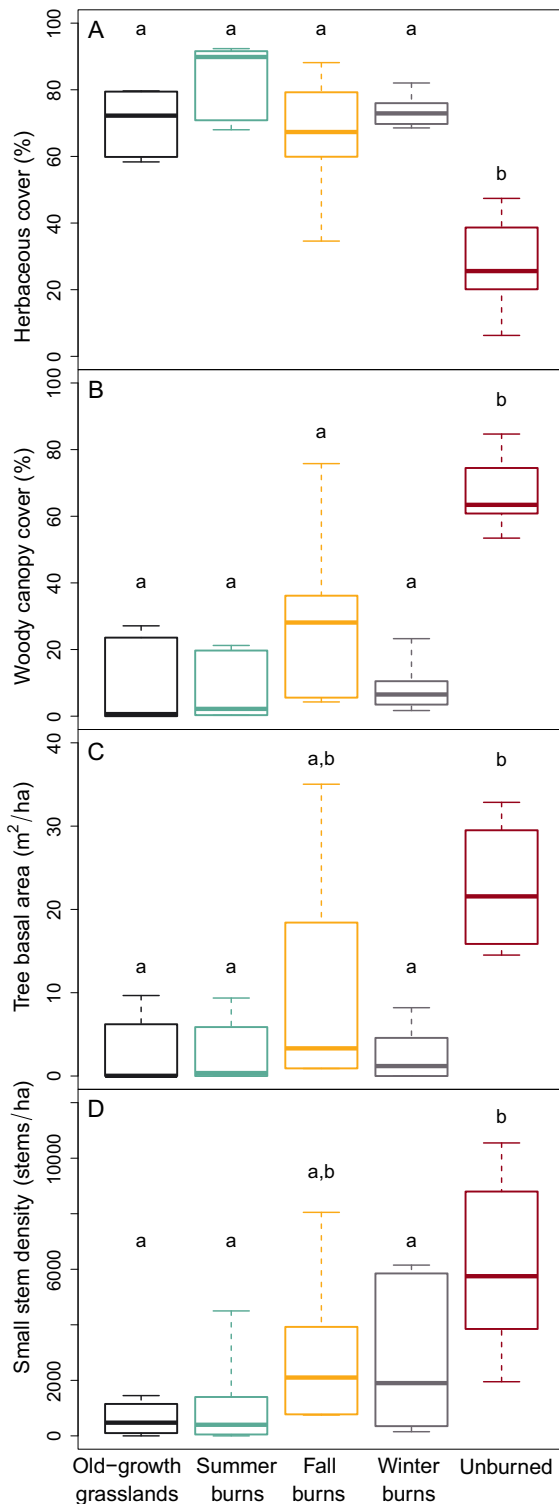 A
a a a a
b
Herbaceous cover (%)
100
80
60
40
20
0
B
b
a
a a a
Woody canopy cover (%)
100
80
60
40
20
0
C
a,b b
a a a
Tree basal area (m²/ha)
40
30
20
10
0
D
b
a,b
a a a
Small stem density (stems/ha)
10000
6000
2000
0
Old−growth grasslands
Summer burns
Fall burns
Winter burns
Unburned